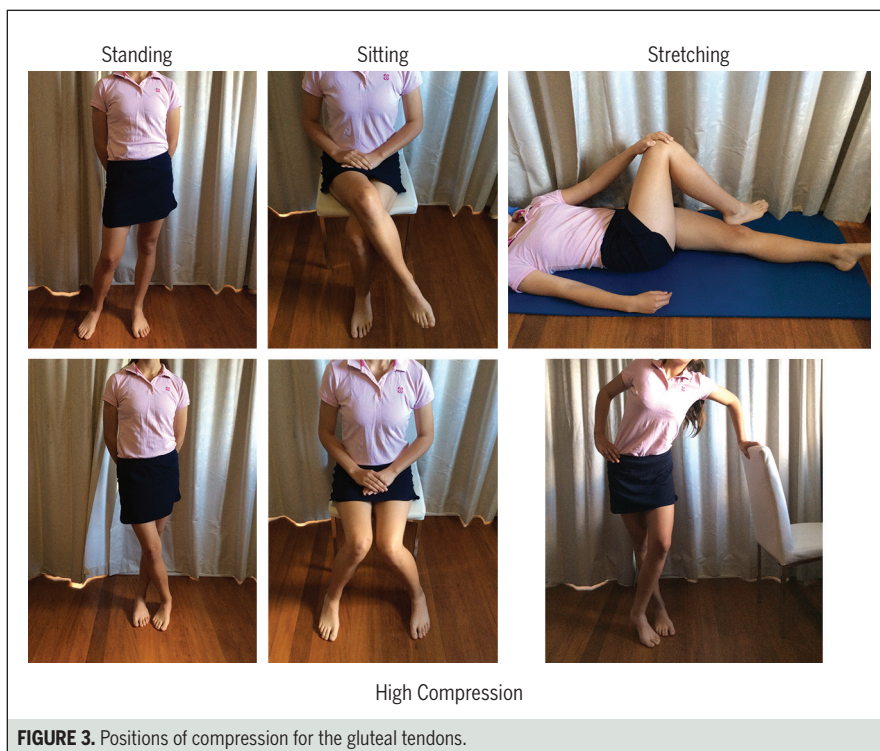 Standing Sitting Stretching
High Compression
FIGURE 3. Positions of compression for the gluteal tendons.